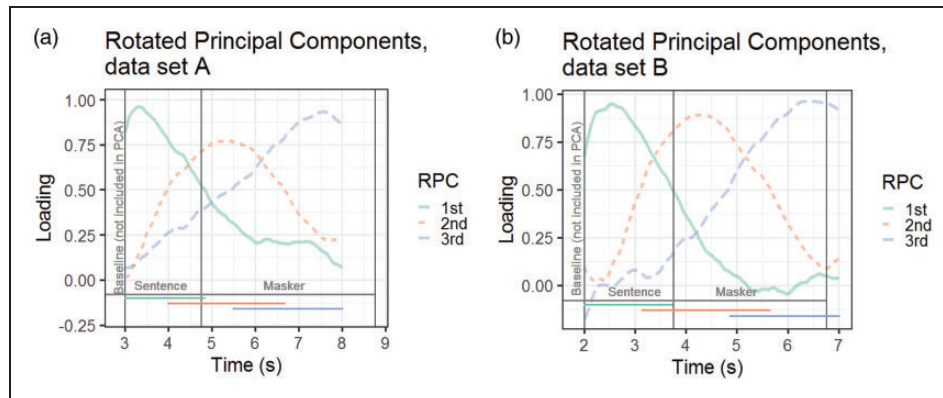 (a)
Rotated Principal Components,
data set A
1.00
0.75
0.50
0.25
0.00
-0.25
Loading
Baseline (not included in PCA)
Sentence
Masker
3
4
5
6
7
8
9
Time (s)
RPC
1st
2nd
3rd
(b)
Rotated Principal Components,
data set B
1.00
0.75
0.50
0.25
0.00
Loading
Baseline (not included in PCA)
Sentence
Masker
2
3
4
5
6
7
Time (s)
RPC
1st
2nd
3rd